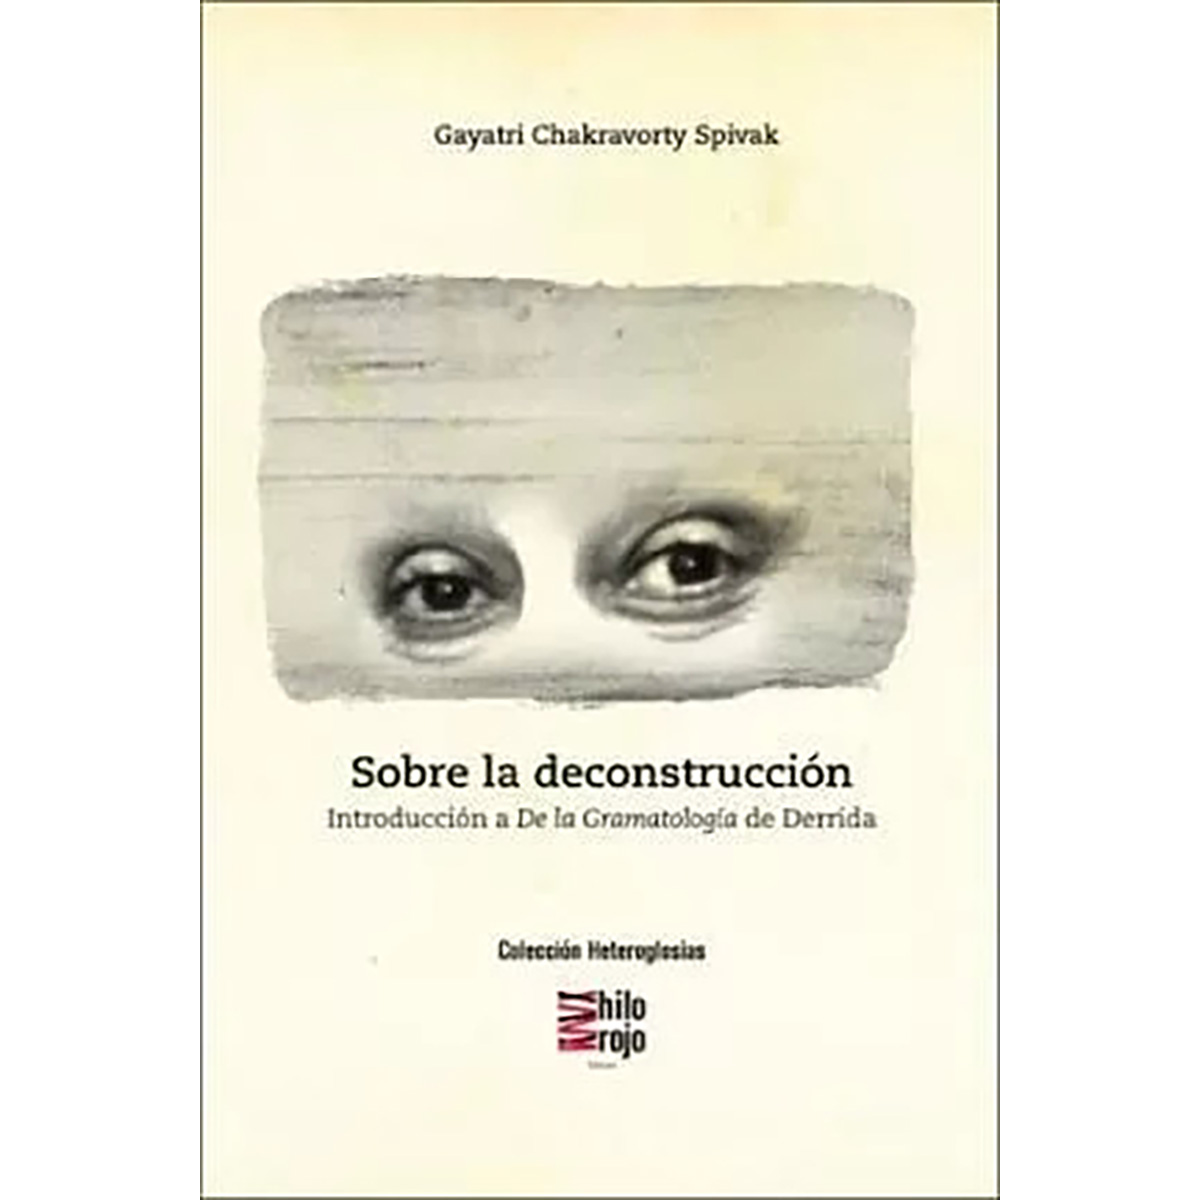 Gayatri Chakravorty Spivak
Sobre la deconstrucción
Introducción a De la Gramatología de Derrida
Colección Heteroglosias
hilo
rojo